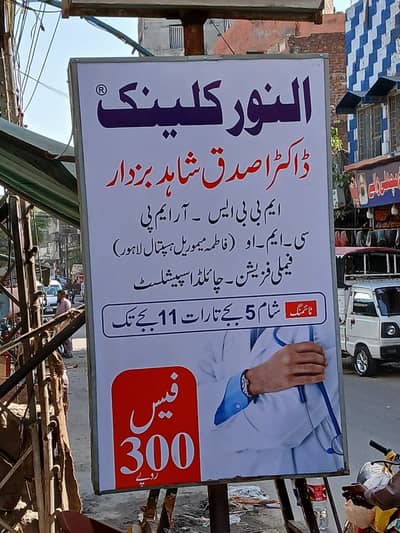 النور کلینک ®
ڈاکٹر اصدق شاہد بزدار
ایم بی بی ایس ۔ آر ایم پی
سی ۔ ایم ۔ او (فاطمہ میموریل ہسپتال لاہور)
فیملی فزیشن ۔ چائلڈ اسپیشلسٹ
ٹائمنگ شام 5 بجے تا رات 11 بجے تک
فیس
300
روپے